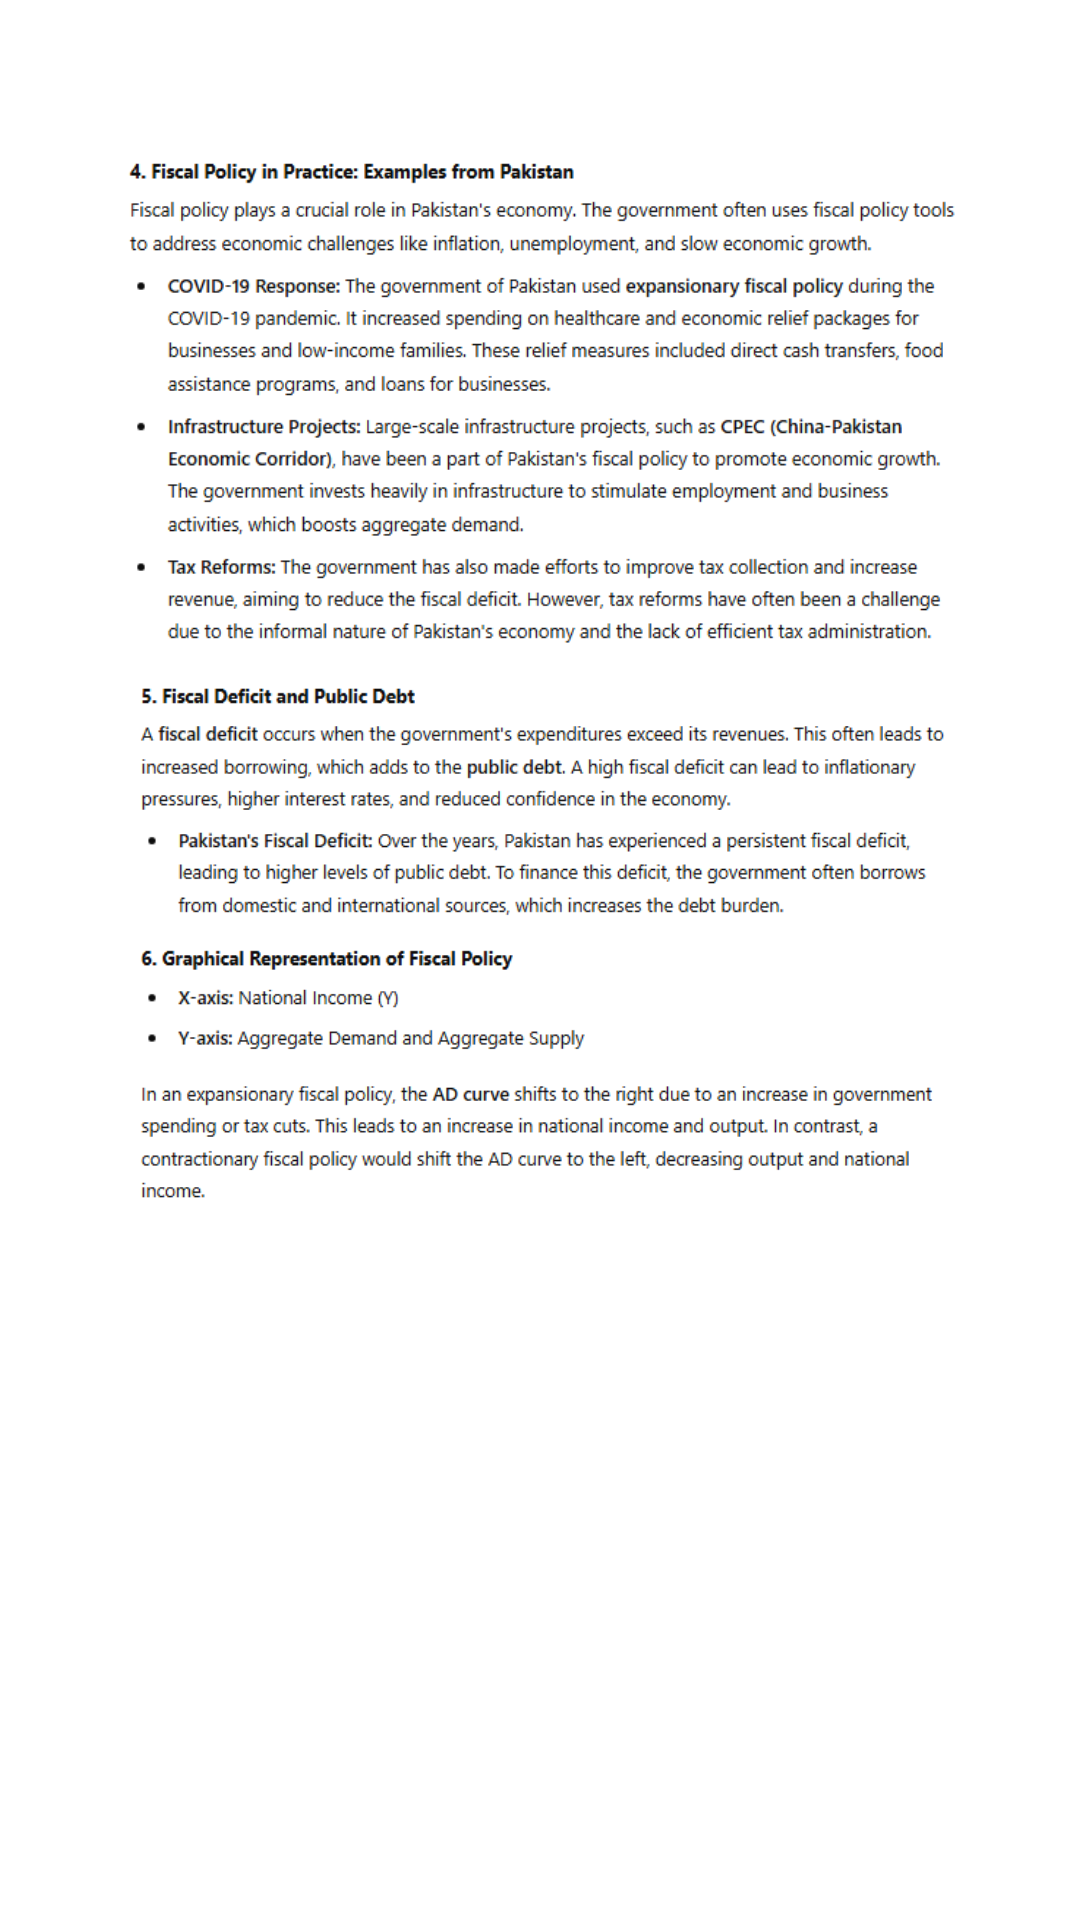 4. Fiscal Policy in Practice: Examples from Pakistan
Fiscal policy plays a crucial role in Pakistan's economy. The government often uses fiscal policy tools
to address economic challenges like inflation, unemployment, and slow economic growth.
• COVID-19 Response: The government of Pakistan used expansionary fiscal policy during the
COVID-19 pandemic. It increased spending on healthcare and economic relief packages for
businesses and low-income families. These relief measures included direct cash transfers, food
assistance programs, and loans for businesses.
• Infrastructure Projects: Large-scale infrastructure projects, such as CPEC (China-Pakistan
Economic Corridor), have been a part of Pakistan's fiscal policy to promote economic growth.
The government invests heavily in infrastructure to stimulate employment and business
activities, which boosts aggregate demand.
• Tax Reforms: The government has also made efforts to improve tax collection and increase
revenue, aiming to reduce the fiscal deficit. However, tax reforms have often been a challenge
due to the informal nature of Pakistan's economy and the lack of efficient tax administration.
5. Fiscal Deficit and Public Debt
A fiscal deficit occurs when the government's expenditures exceed its revenues. This often leads to
increased borrowing, which adds to the public debt. A high fiscal deficit can lead to inflationary
pressures, higher interest rates, and reduced confidence in the economy.
• Pakistan's Fiscal Deficit: Over the years, Pakistan has experienced a persistent fiscal deficit,
leading to higher levels of public debt. To finance this deficit, the government often borrows
from domestic and international sources, which increases the debt burden.
6. Graphical Representation of Fiscal Policy
• X-axis: National Income (Y)
• Y-axis: Aggregate Demand and Aggregate Supply
In an expansionary fiscal policy, the AD curve shifts to the right due to an increase in government
spending or tax cuts. This leads to an increase in national income and output. In contrast, a
contractionary fiscal policy would shift the AD curve to the left, decreasing output and national
income.